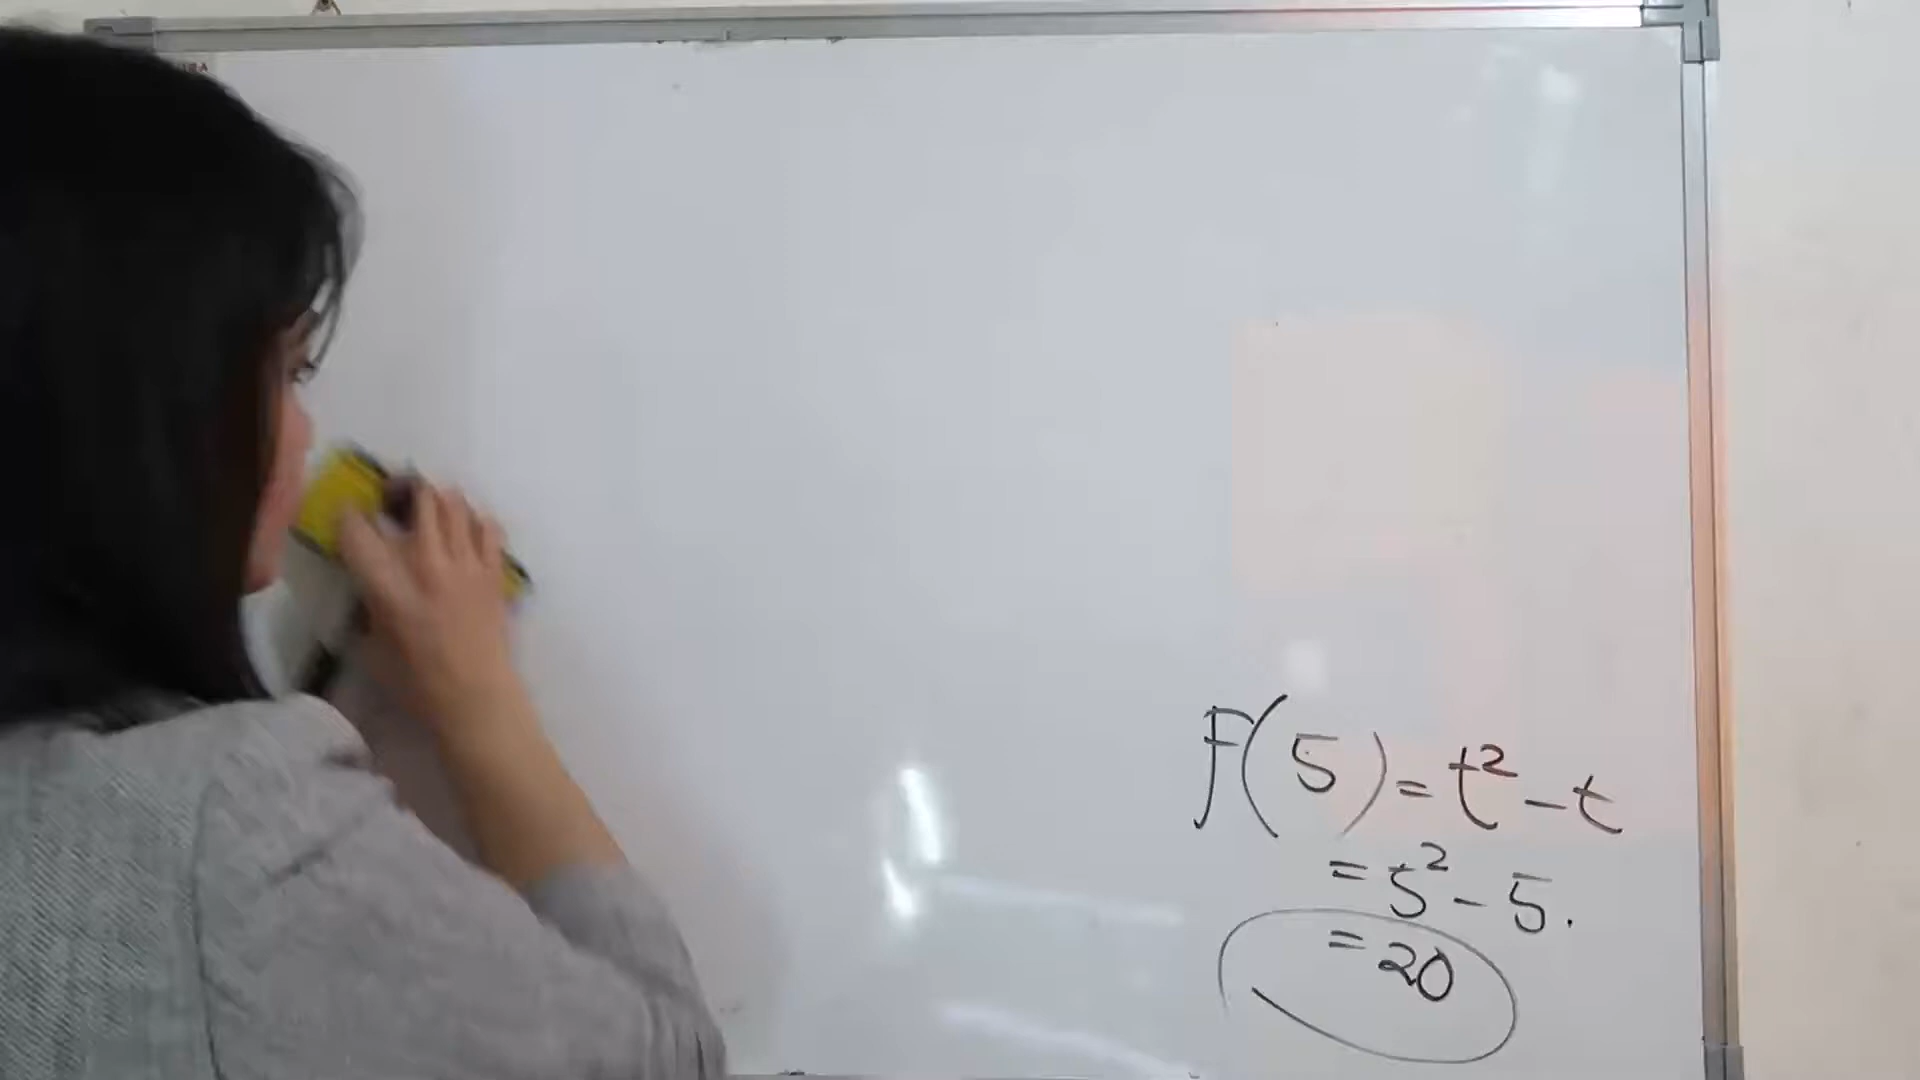 F(5) = t² - t
= 5² - 5.
= 20